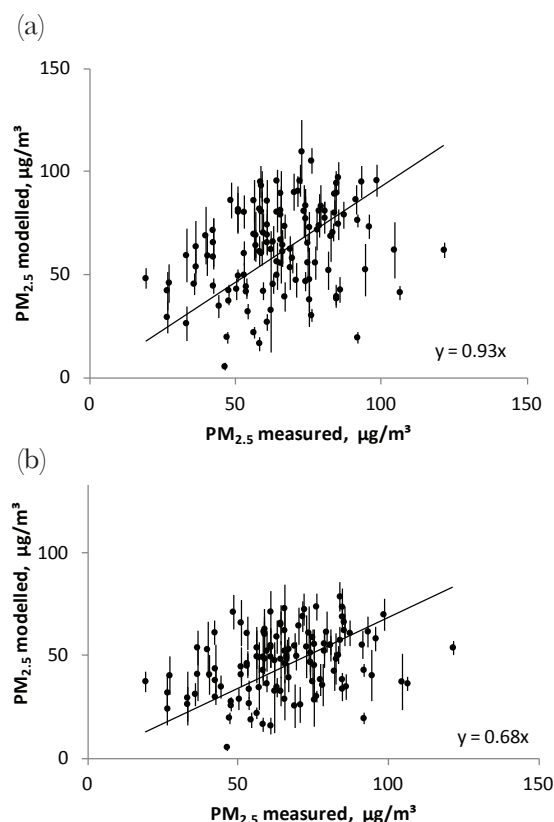 (a)
150
100
50
0
PM2.5 modelled, µg/m³
y = 0.93x
0 50 100 150
PM2.5 measured, µg/m³
(b)
100
50
0
PM2.5 modelled, µg/m³
y = 0.68x
0 50 100 150
PM2.5 measured, µg/m³